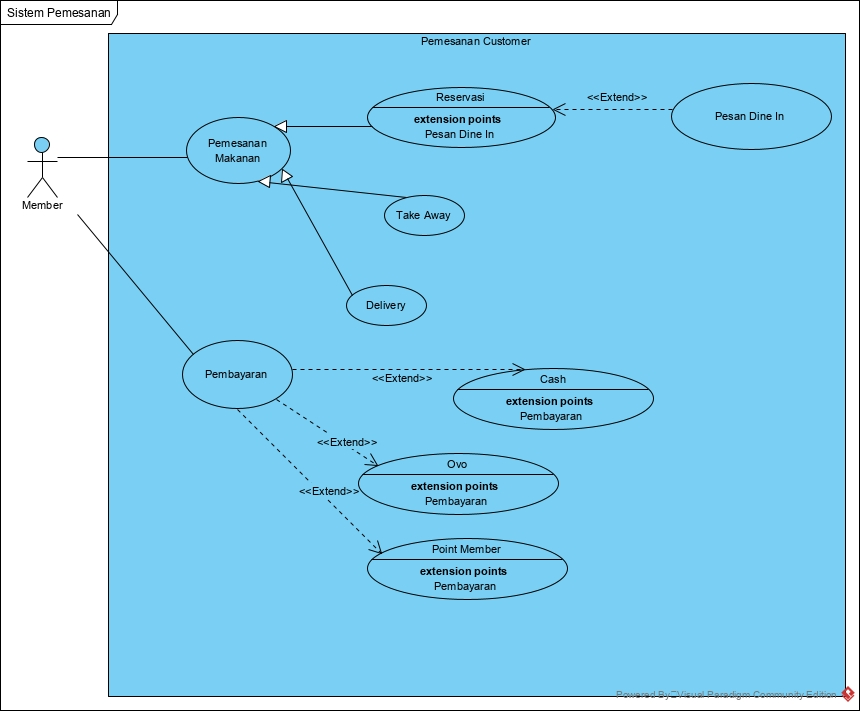 Sistem Pemesanan
Pemesanan Customer
Reservasi
extension points
Pesan Dine In
<<Extend>>
Pesan Dine In
Pemesanan
Makanan
Member
Take Away
Delivery
Pembayaran
<<Extend>>
Cash
extension points
Pembayaran
<<Extend>>
Ovo
extension points
Pembayaran
<<Extend>>
Point Member
extension points
Pembayaran
Powered By Visual Paradigm Community Edition